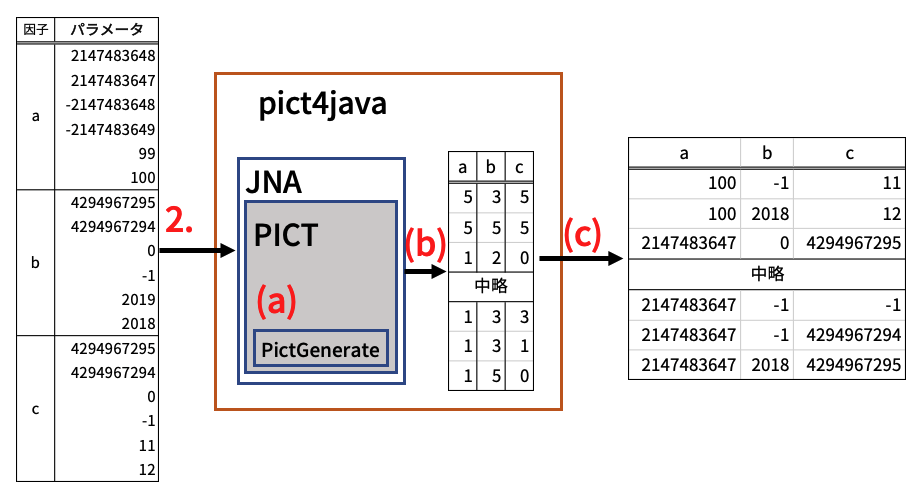 因子 パラメータ
a
2147483648
2147483647
-2147483648
-2147483649
99
100
b
4294967295
4294967294
0
-1
2019
2018
c
4294967295
4294967294
0
-1
11
12
2.
pict4java
JNA
PICT
(a)
PictGenerate
(b)
a b c
5 3 5
5 5 5
1 2 0
中略
1 3 3
1 3 1
1 5 0
(c)
a b c
100 -1 11
100 2018 12
2147483647 0 4294967295
中略
2147483647 -1 -1
2147483647 -1 4294967294
2147483647 2018 4294967295